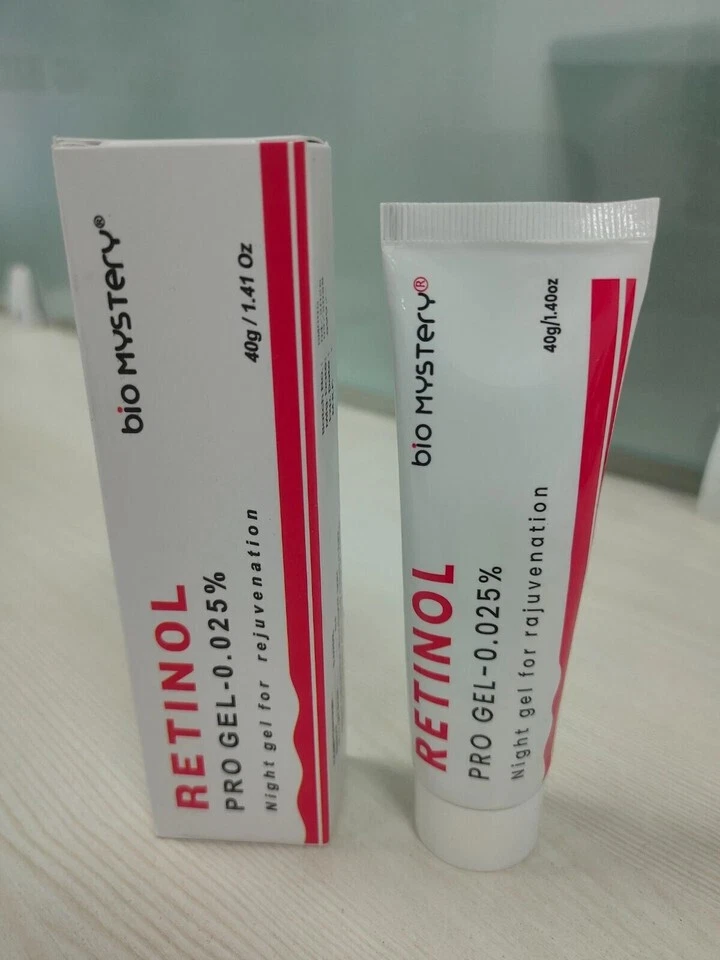 bio MYSTERY®
40g / 1.41 Oz
RETINOL
PRO GEL-0.025%
Night gel for rejuvenation
bio MYSTERY®
40g/1.40oz
RETINOL
PRO GEL-0.025%
Night gel for rajuvenation